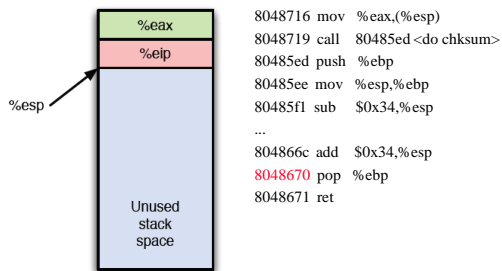 %eax
%eip
%esp
Unused
stack
space
8048716 mov %eax,(%esp)
8048719 call 80485ed <do chksum>
80485ed push %ebp
80485ee mov %esp,%ebp
80485f1 sub $0x34,%esp
...
804866c add $0x34,%esp
8048670 pop %ebp
8048671 ret